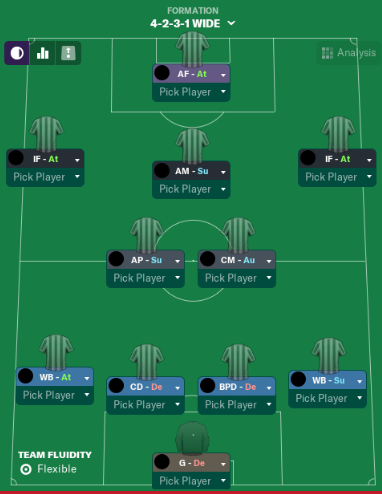 FORMATION
4-2-3-1 WIDE
Analysis
AF - At
Pick Player
IF - At
Pick Player
AM - Su
Pick Player
IF - At
Pick Player
AP - Su
Pick Player
CM - Au
Pick Player
WB - At
Pick Player
CD - De
Pick Player
BPD - De
Pick Player
WB - Su
Pick Player
TEAM FLUIDITY
Flexible
G - De
Pick Player